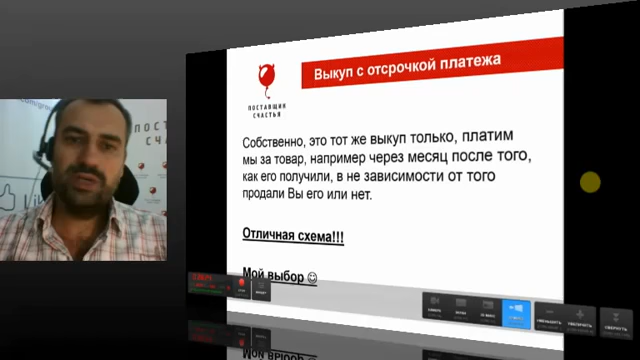 Выкуп с отсрочкой платежа
ПОСТАВЩИК
СЧАСТЬЯ
Собственно, это тот же выкуп только, платим
мы за товар, например через месяц после того,
как его получили, в не зависимости от того
продали Вы его или нет.
Отличная схема!!!
Мой выбор ☺